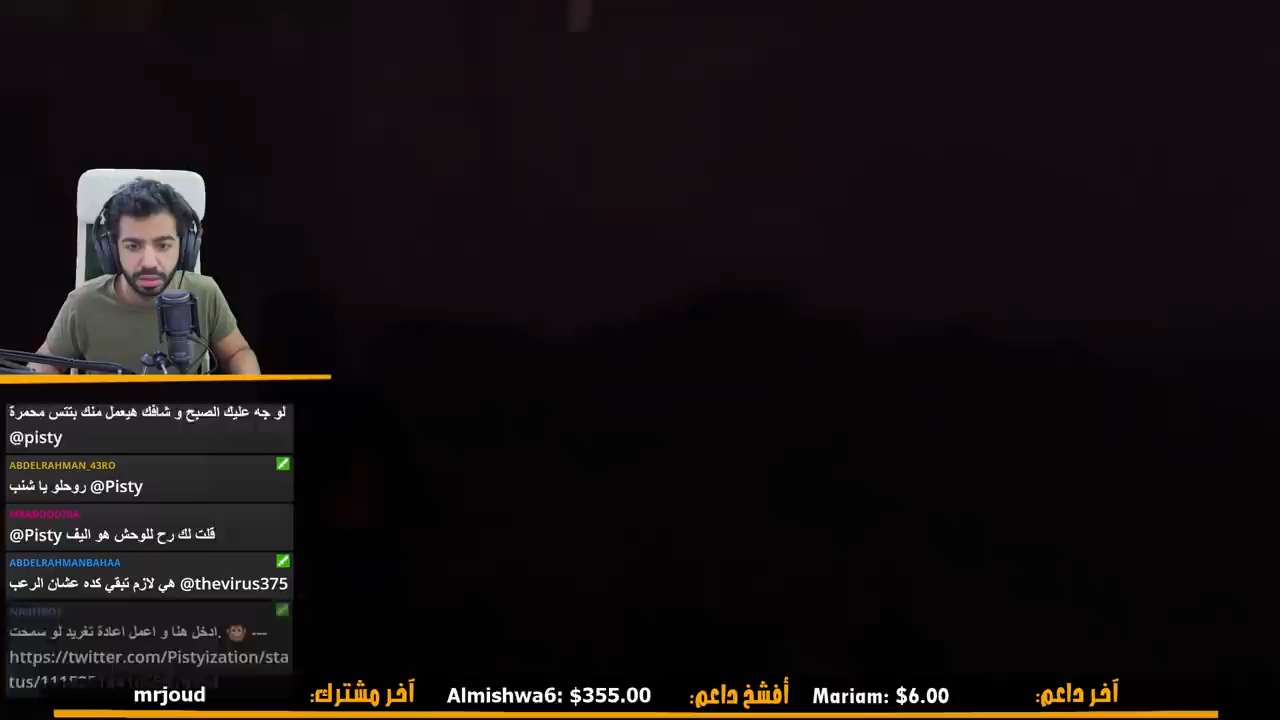 لو جه عليك الصبح و شافك هيعمل منك بتتس محمرة
@pisty
ABDELRAHMAN_43RO
@Pisty روحلو يا شنب
@Pisty قلت لك رح للوحش هو اليف
ABDELRAHMANBAHAA
@thevirus375 هي لازم تبقي كده عشان الرعب
---- 🐵 .ادخل هنا و اعمل اعادة تغريد لو سمحت
https://twitter.com/Pistyization/sta
آخر داعم:
Mariam: $6.00
أفشخ داعم:
Almishwa6: $355.00
آخر مشترك:
mrjoud